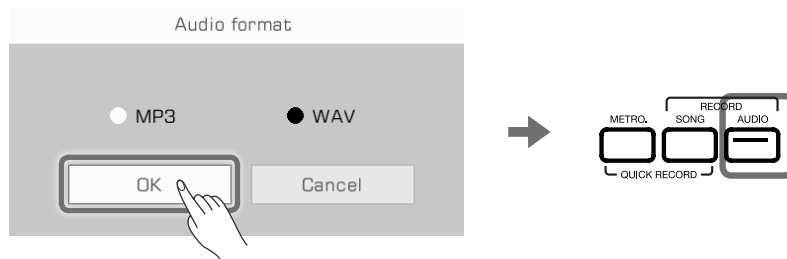 Audio format
MP3 WAV
OK Cancel
RECORD
METRO. SONG AUDIO
QUICK RECORD